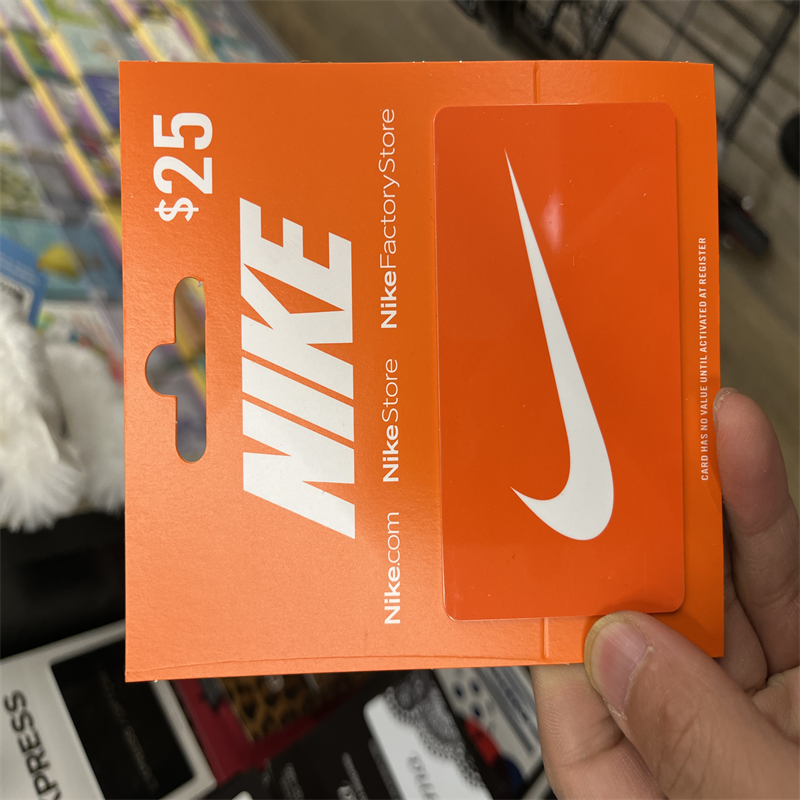 $25
NIKE
Nike.com NikeStore NikeFactoryStore
CARD HAS NO VALUE UNTIL ACTIVATED AT REGISTER
XPRESS